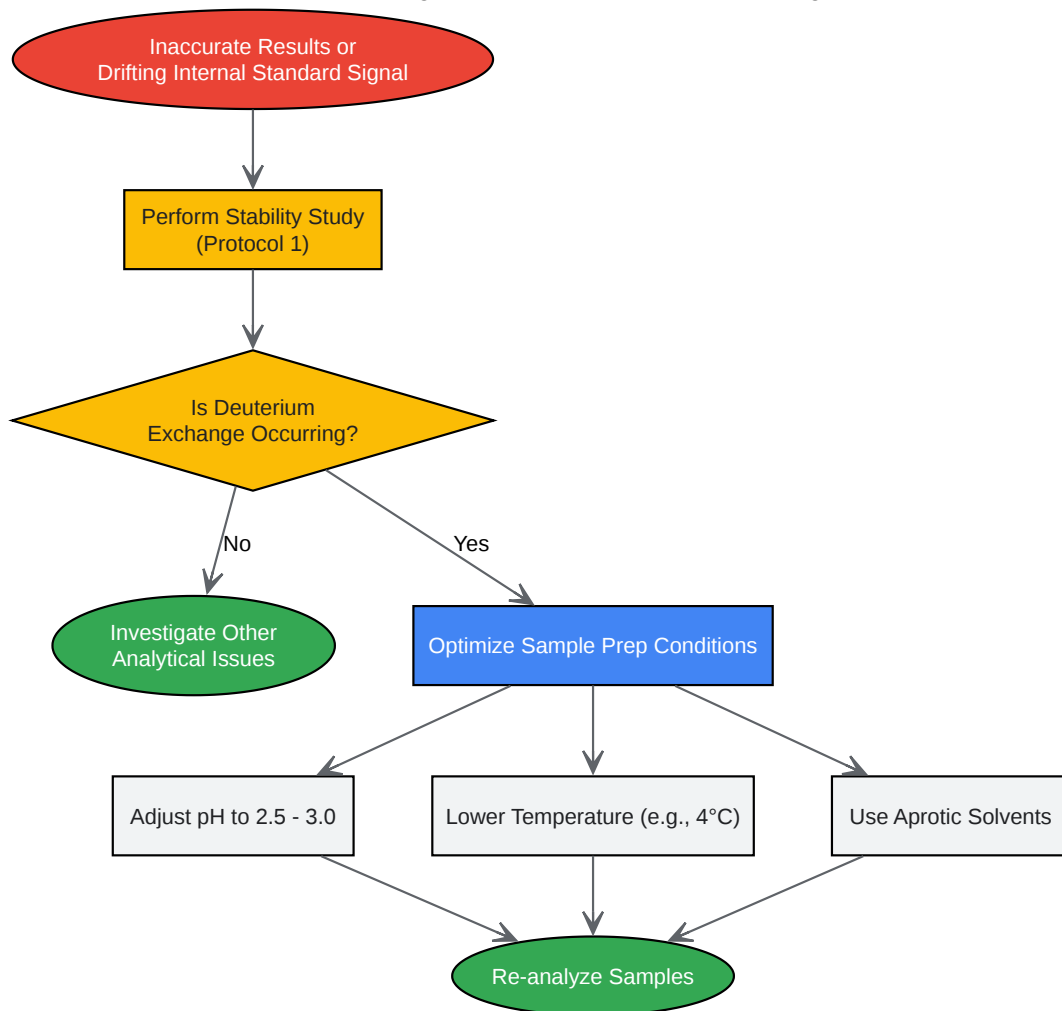 Inaccurate Results or
Drifting Internal Standard Signal
Perform Stability Study
(Protocol 1)
Is Deuterium
Exchange Occurring?
No
Yes
Investigate Other
Analytical Issues
Optimize Sample Prep Conditions
Adjust pH to 2.5 - 3.0
Lower Temperature (e.g., 4°C)
Use Aprotic Solvents
Re-analyze Samples